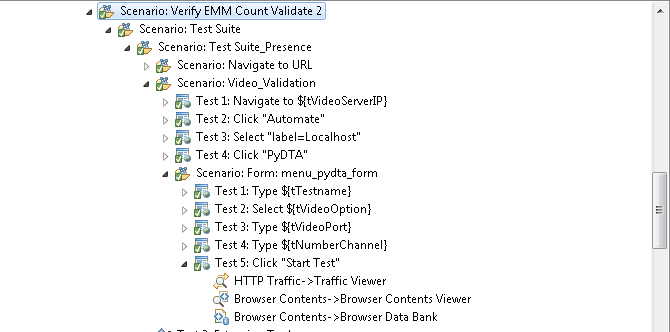 Scenario: Verify EMM Count Validate 2
Scenario: Test Suite
Scenario: Test Suite_Presence
Scenario: Navigate to URL
Scenario: Video_Validation
Test 1: Navigate to ${tVideoServerIP}
Test 2: Click "Automate"
Test 3: Select "label=Localhost"
Test 4: Click "PyDTA"
Scenario: Form: menu_pydta_form
Test 1: Type ${tTestname}
Test 2: Select ${tVideoOption}
Test 3: Type ${tVideoPort}
Test 4: Type ${tNumberChannel}
Test 5: Click "Start Test"
HTTP Traffic->Traffic Viewer
Browser Contents->Browser Contents Viewer
Browser Contents->Browser Data Bank